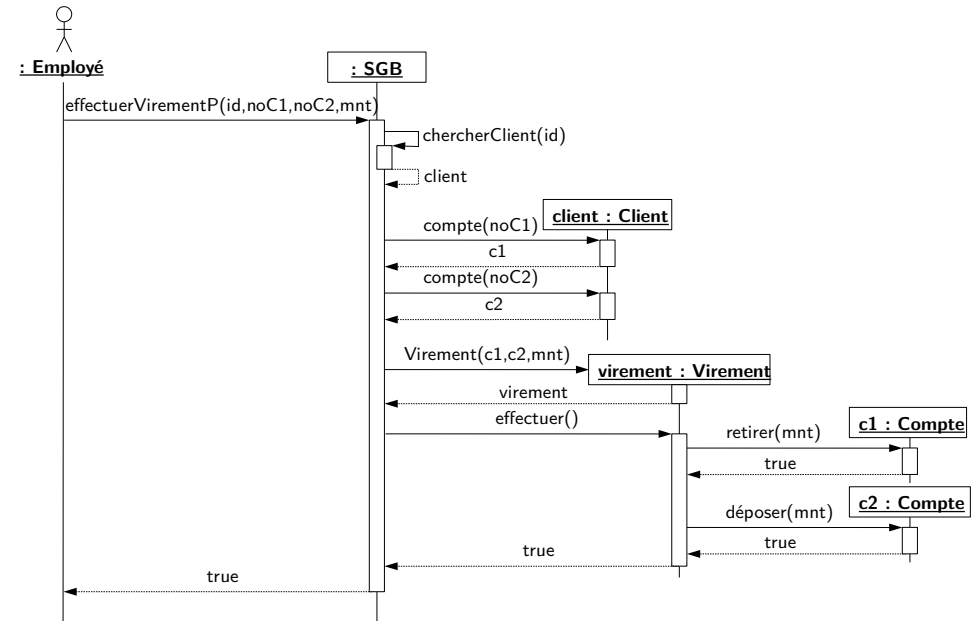 : Employé
: SGB
effectuerVirementP(id,noC1,noC2,mnt)
chercherClient(id)
client
client : Client
compte(noC1)
c1
compte(noC2)
c2
Virement(c1,c2,mnt)
virement : Virement
virement
effectuer()
c1 : Compte
retirer(mnt)
true
c2 : Compte
déposer(mnt)
true
true
true